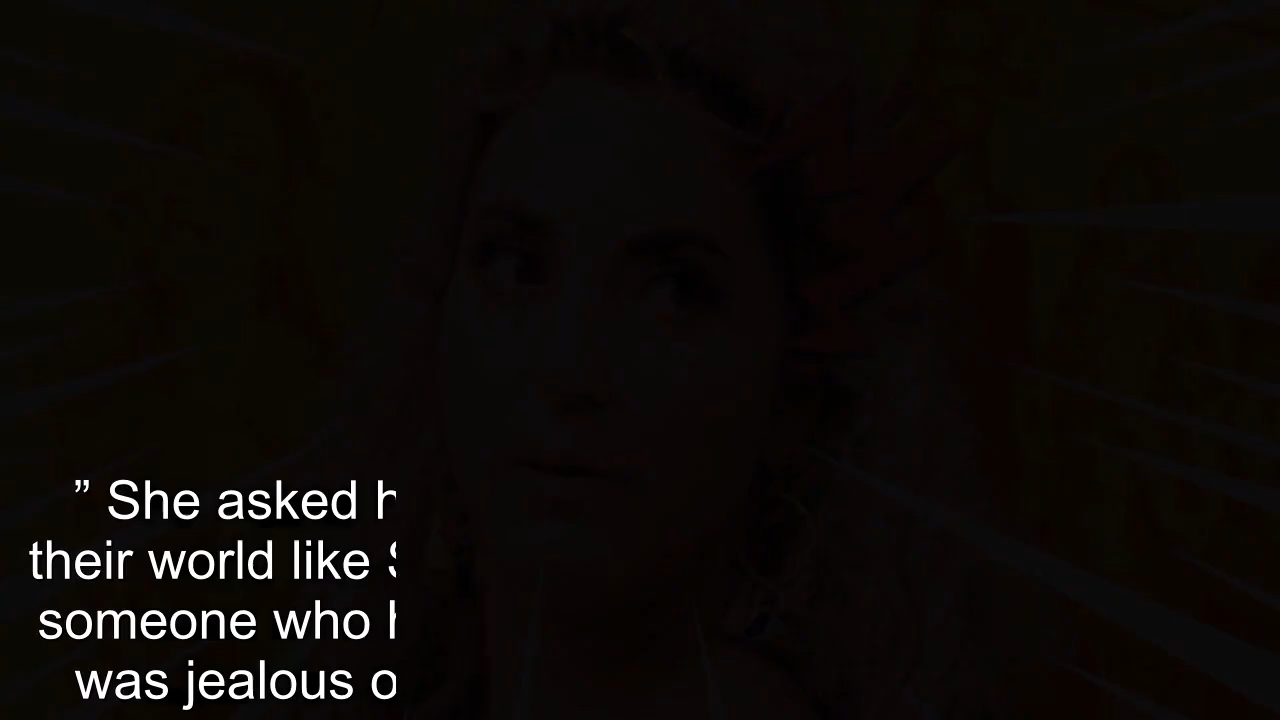 ” She asked
their world like
someone who
was jealous